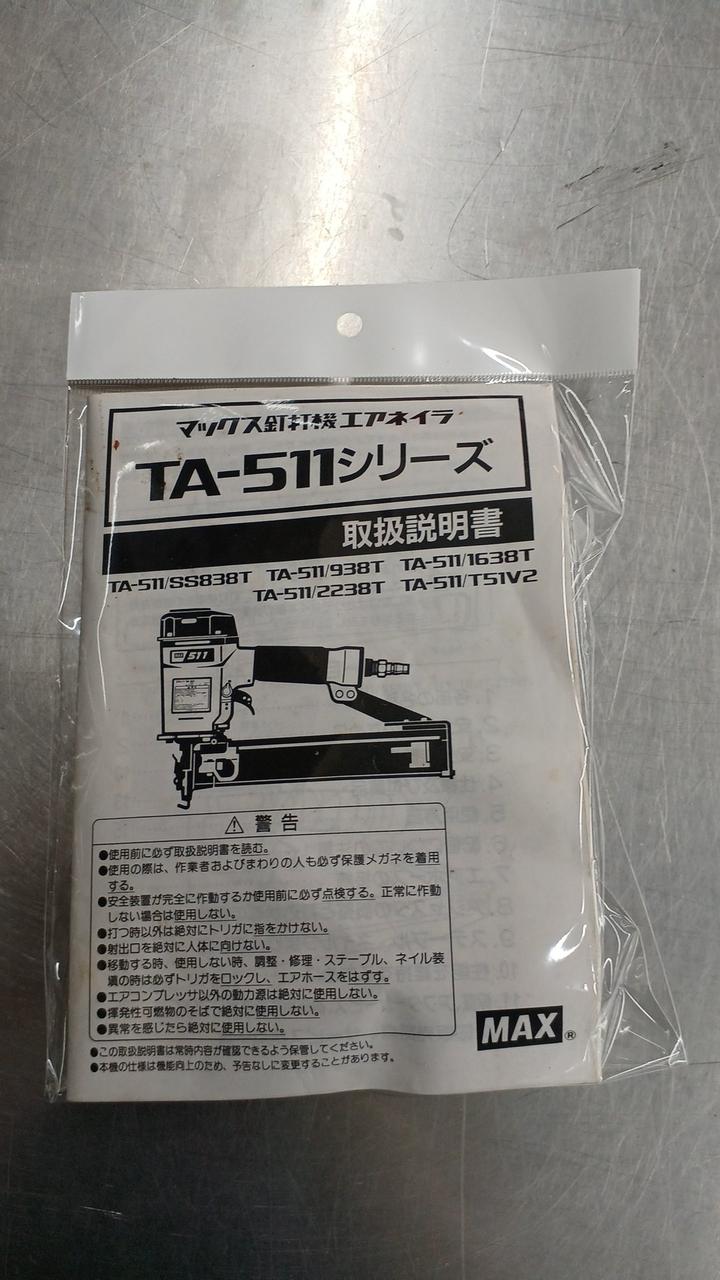 マックス釘打機エアネイラ
TA-511シリーズ
取扱説明書
TA-511/SS838T TA-511/938T TA-511/1638T
TA-511/2238T TA-511/T51V2
MAX 511
⚠ 警告
●使用前に必ず取扱説明書を読む。
●使用の際は、作業者およびまわりの人も必ず保護メガネを着用
する。
●安全装置が完全に作動するか使用前に必ず点検する。正常に作動
しない場合は使用しない。
●打つ時以外は絶対にトリガに指をかけない。
●射出口を絶対に人体に向けない。
●移動する時、使用しない時、調整・修理・ステープル、ネイル装
填の時は必ずトリガをロックし、エアホースをはずす。
●エアコンプレッサ以外の動力源は絶対に使用しない。
●揮発性可燃物のそばで絶対に使用しない。
●異常を感じたら絶対に使用しない。
MAX®
●この取扱説明書は常時内容が確認できるよう保管してください。
●本機の仕様は機能向上のため、予告なしに変更することがあります。